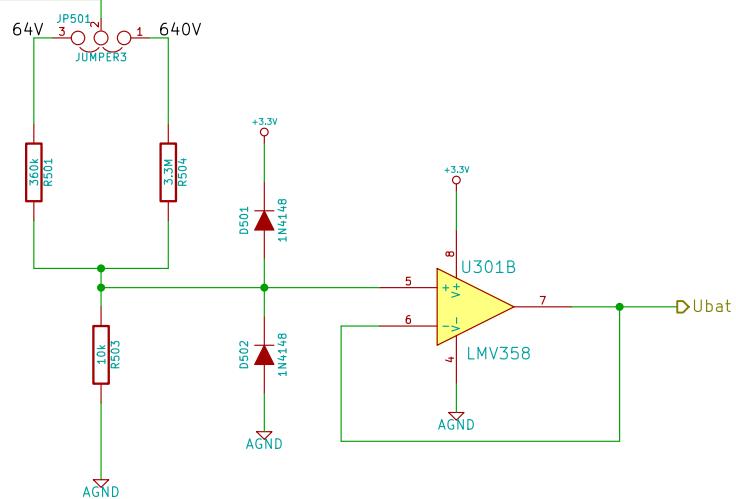 JP501
64V
3
2
1
640V
JUMPER3
360k
R501
3.3M
R504
+3.3V
D501
1N4148
+3.3V
8
U301B
5
+
V+
6
-
V-
7
Ubat
4
LMV358
AGND
10k
R503
D502
1N4148
AGND
AGND